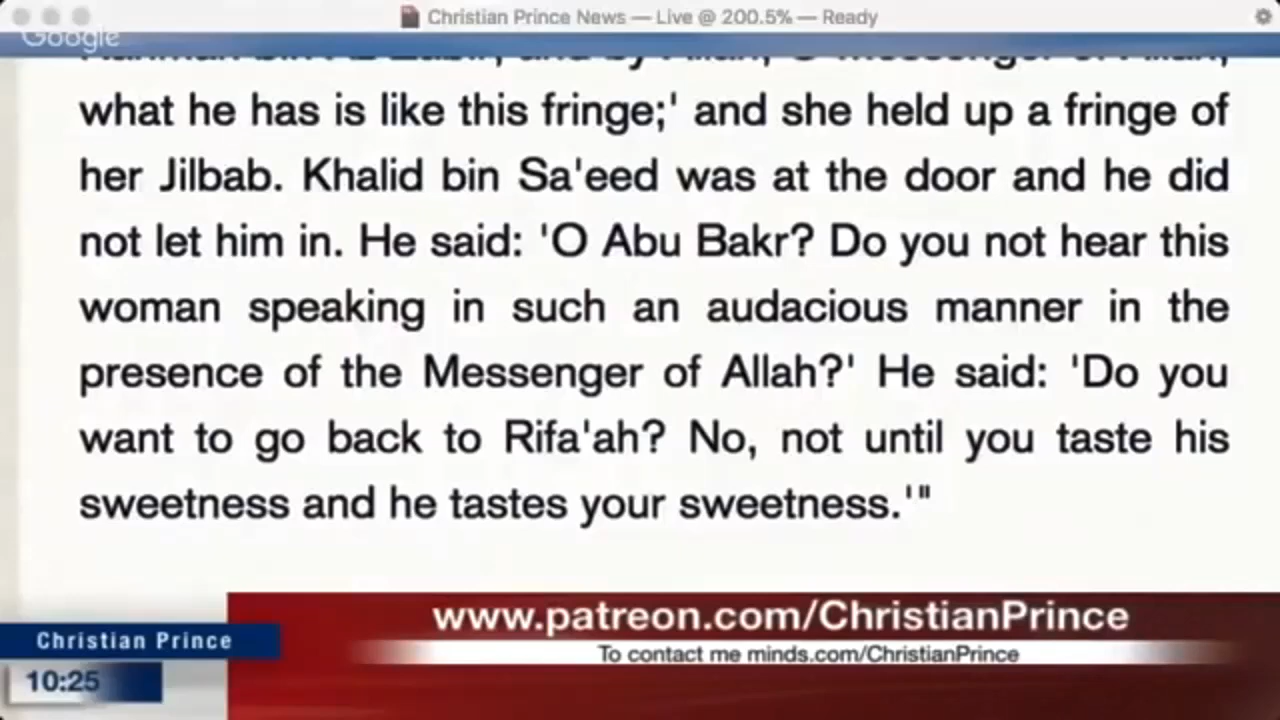 Christian Prince News — Live @ 200.5% — Ready
Google
what he has is like this fringe;' and she held up a fringe of
her Jilbab. Khalid bin Sa'eed was at the door and he did
not let him in. He said: 'O Abu Bakr? Do you not hear this
woman speaking in such an audacious manner in the
presence of the Messenger of Allah?' He said: 'Do you
want to go back to Rifa'ah? No, not until you taste his
sweetness and he tastes your sweetness.'"
www.patreon.com/ChristianPrince
Christian Prince
To contact me minds.com/ChristianPrince
10:25